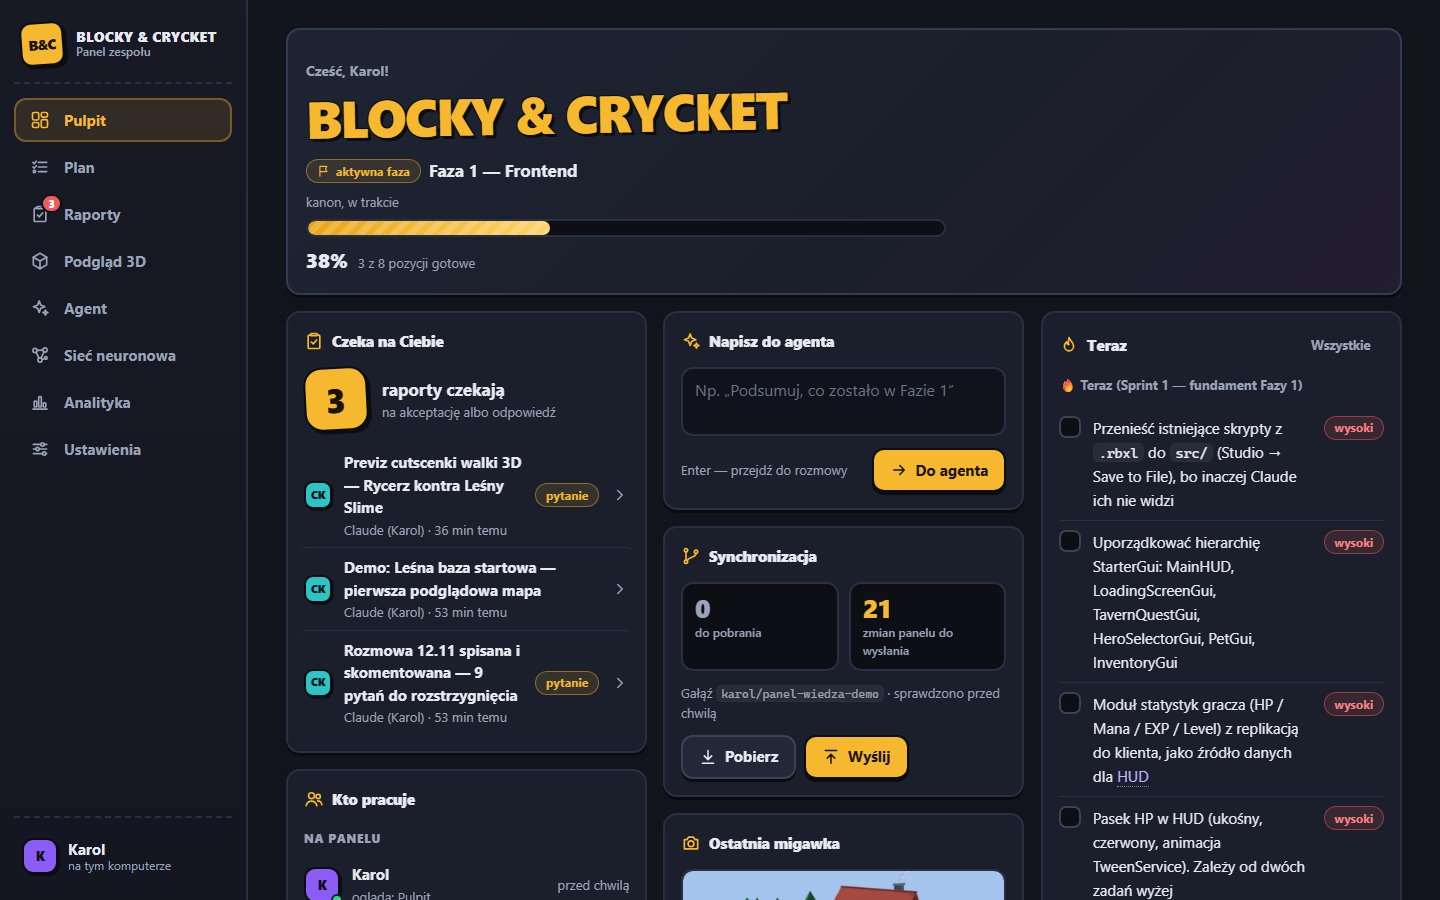 B&C
BLOCKY & CRYCKET
Panel zespołu
Pulpit
Plan
3
Raporty
Podgląd 3D
Agent
Sieć neuronowa
Analityka
Ustawienia
K
Karol
na tym komputerze
Cześć, Karol!
BLOCKY & CRYCKET
aktywna faza
Faza 1 — Frontend
kanon, w trakcie
38%
3 z 8 pozycji gotowe
Czeka na Ciebie
3
raporty czekają
na akceptację albo odpowiedź
CK
Previz cutscenki walki 3D
— Rycerz kontra Leśny
Slime
pytanie
Claude (Karol) · 36 min temu
CK
Demo: Leśna baza startowa —
pierwsza podglądowa mapa
Claude (Karol) · 53 min temu
CK
Rozmowa 12.11 spisana i
skomentowana — 9
pytań do rozstrzygnięcia
pytanie
Claude (Karol) · 53 min temu
Kto pracuje
NA PANELU
K
Karol
ogląda: Pulpit
przed chwilą
Napisz do agenta
Np. „Podsumuj, co zostało w Fazie 1”
Enter — przejdź do rozmowy
→ Do agenta
Synchronizacja
0
do pobrania
21
zmian panelu do
wysłania
Gałąź karol/panel-wiedza-demo · sprawdzono przed
chwilą
Pobierz
Wyślij
Ostatnia migawka
Teraz
Wszystkie
🔥 Teraz (Sprint 1 — fundament Fazy 1)
Przenieść istniejące skrypty z
.rbxl do src/ (Studio →
Save to File), bo inaczej Claude
ich nie widzi
wysoki
Uporządkować hierarchię
StarterGui: MainHUD,
LoadingScreenGui,
TavernQuestGui,
HeroSelectorGui, PetGui,
InventoryGui
wysoki
Moduł statystyk gracza (HP /
Mana / EXP / Level) z replikacją
do klienta, jako źródło danych
dla HUD
wysoki
Pasek HP w HUD (ukośny,
czerwony, animacja
TweenService). Zależy od dwóch
zadań wyżej
wysoki